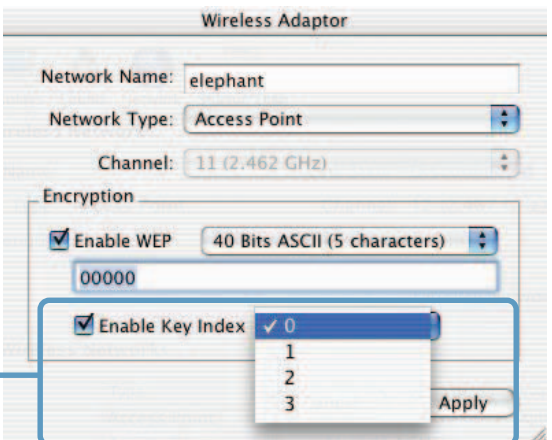 Wireless Adaptor
Network Name: elephant
Network Type: Access Point
Channel: 11 (2.462 GHz)
Encryption
Enable WEP 40 Bits ASCII (5 characters)
00000
Enable Key Index ✓ 0
1
2
3
Apply